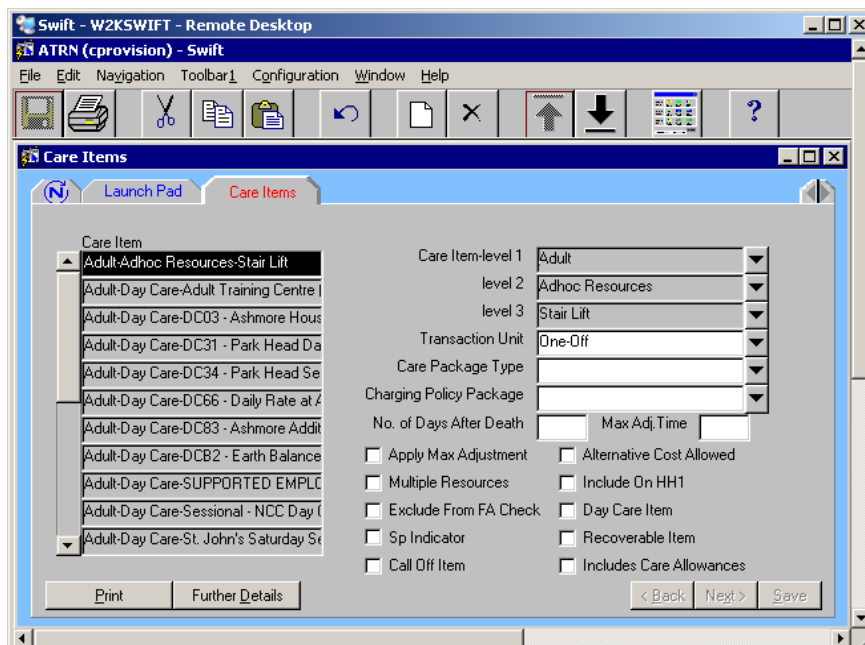 Swift - W2KSWIFT - Remote Desktop
ATRN (cprovision) - Swift
File Edit Navigation Toolbar1 Configuration Window Help
?
Care Items
N Launch Pad Care Items
Care Item
Adult-Adhoc Resources-Stair Lift
Adult-Day Care-Adult Training Centre
Adult-Day Care-DC03 - Ashmore Hous
Adult-Day Care-DC31 - Park Head Da
Adult-Day Care-DC34 - Park Head Se
Adult-Day Care-DC66 - Daily Rate at A
Adult-Day Care-DC83 - Ashmore Addit
Adult-Day Care-DCB2 - Earth Balance
Adult-Day Care-SUPPORTED EMPLO
Adult-Day Care-Sessional - NCC Day
Adult-Day Care-St. John's Saturday Se
Care Item-level 1 Adult
level 2 Adhoc Resources
level 3 Stair Lift
Transaction Unit One-Off
Care Package Type
Charging Policy Package
No. of Days After Death Max Adj.Time
Apply Max Adjustment Alternative Cost Allowed
Multiple Resources Include On HH1
Exclude From FA Check Day Care Item
Sp Indicator Recoverable Item
Call Off Item Includes Care Allowances
Print Further Details < Back Next > Save